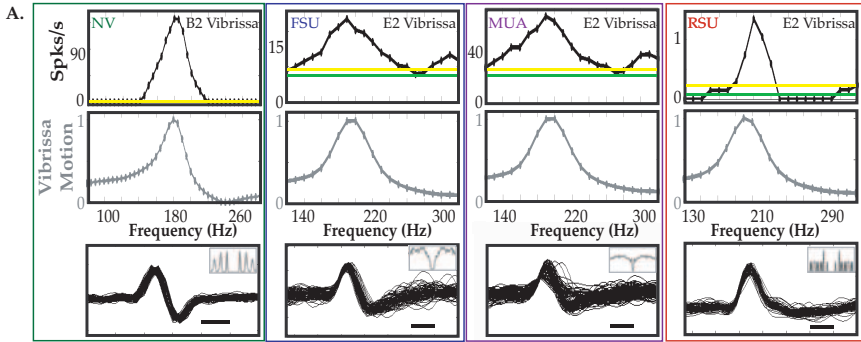 A.
NV B2 Vibrissa
FSU E2 Vibrissa
MUA E2 Vibrissa
RSU E2 Vibrissa
Spks/s
90
0
15
0
40
0
1
0
Vibrissa
Motion
1
0
1
0
1
0
1
0
100 180 260
140 220 300
140 220 300
130 210 290
Frequency (Hz)
Frequency (Hz)
Frequency (Hz)
Frequency (Hz)